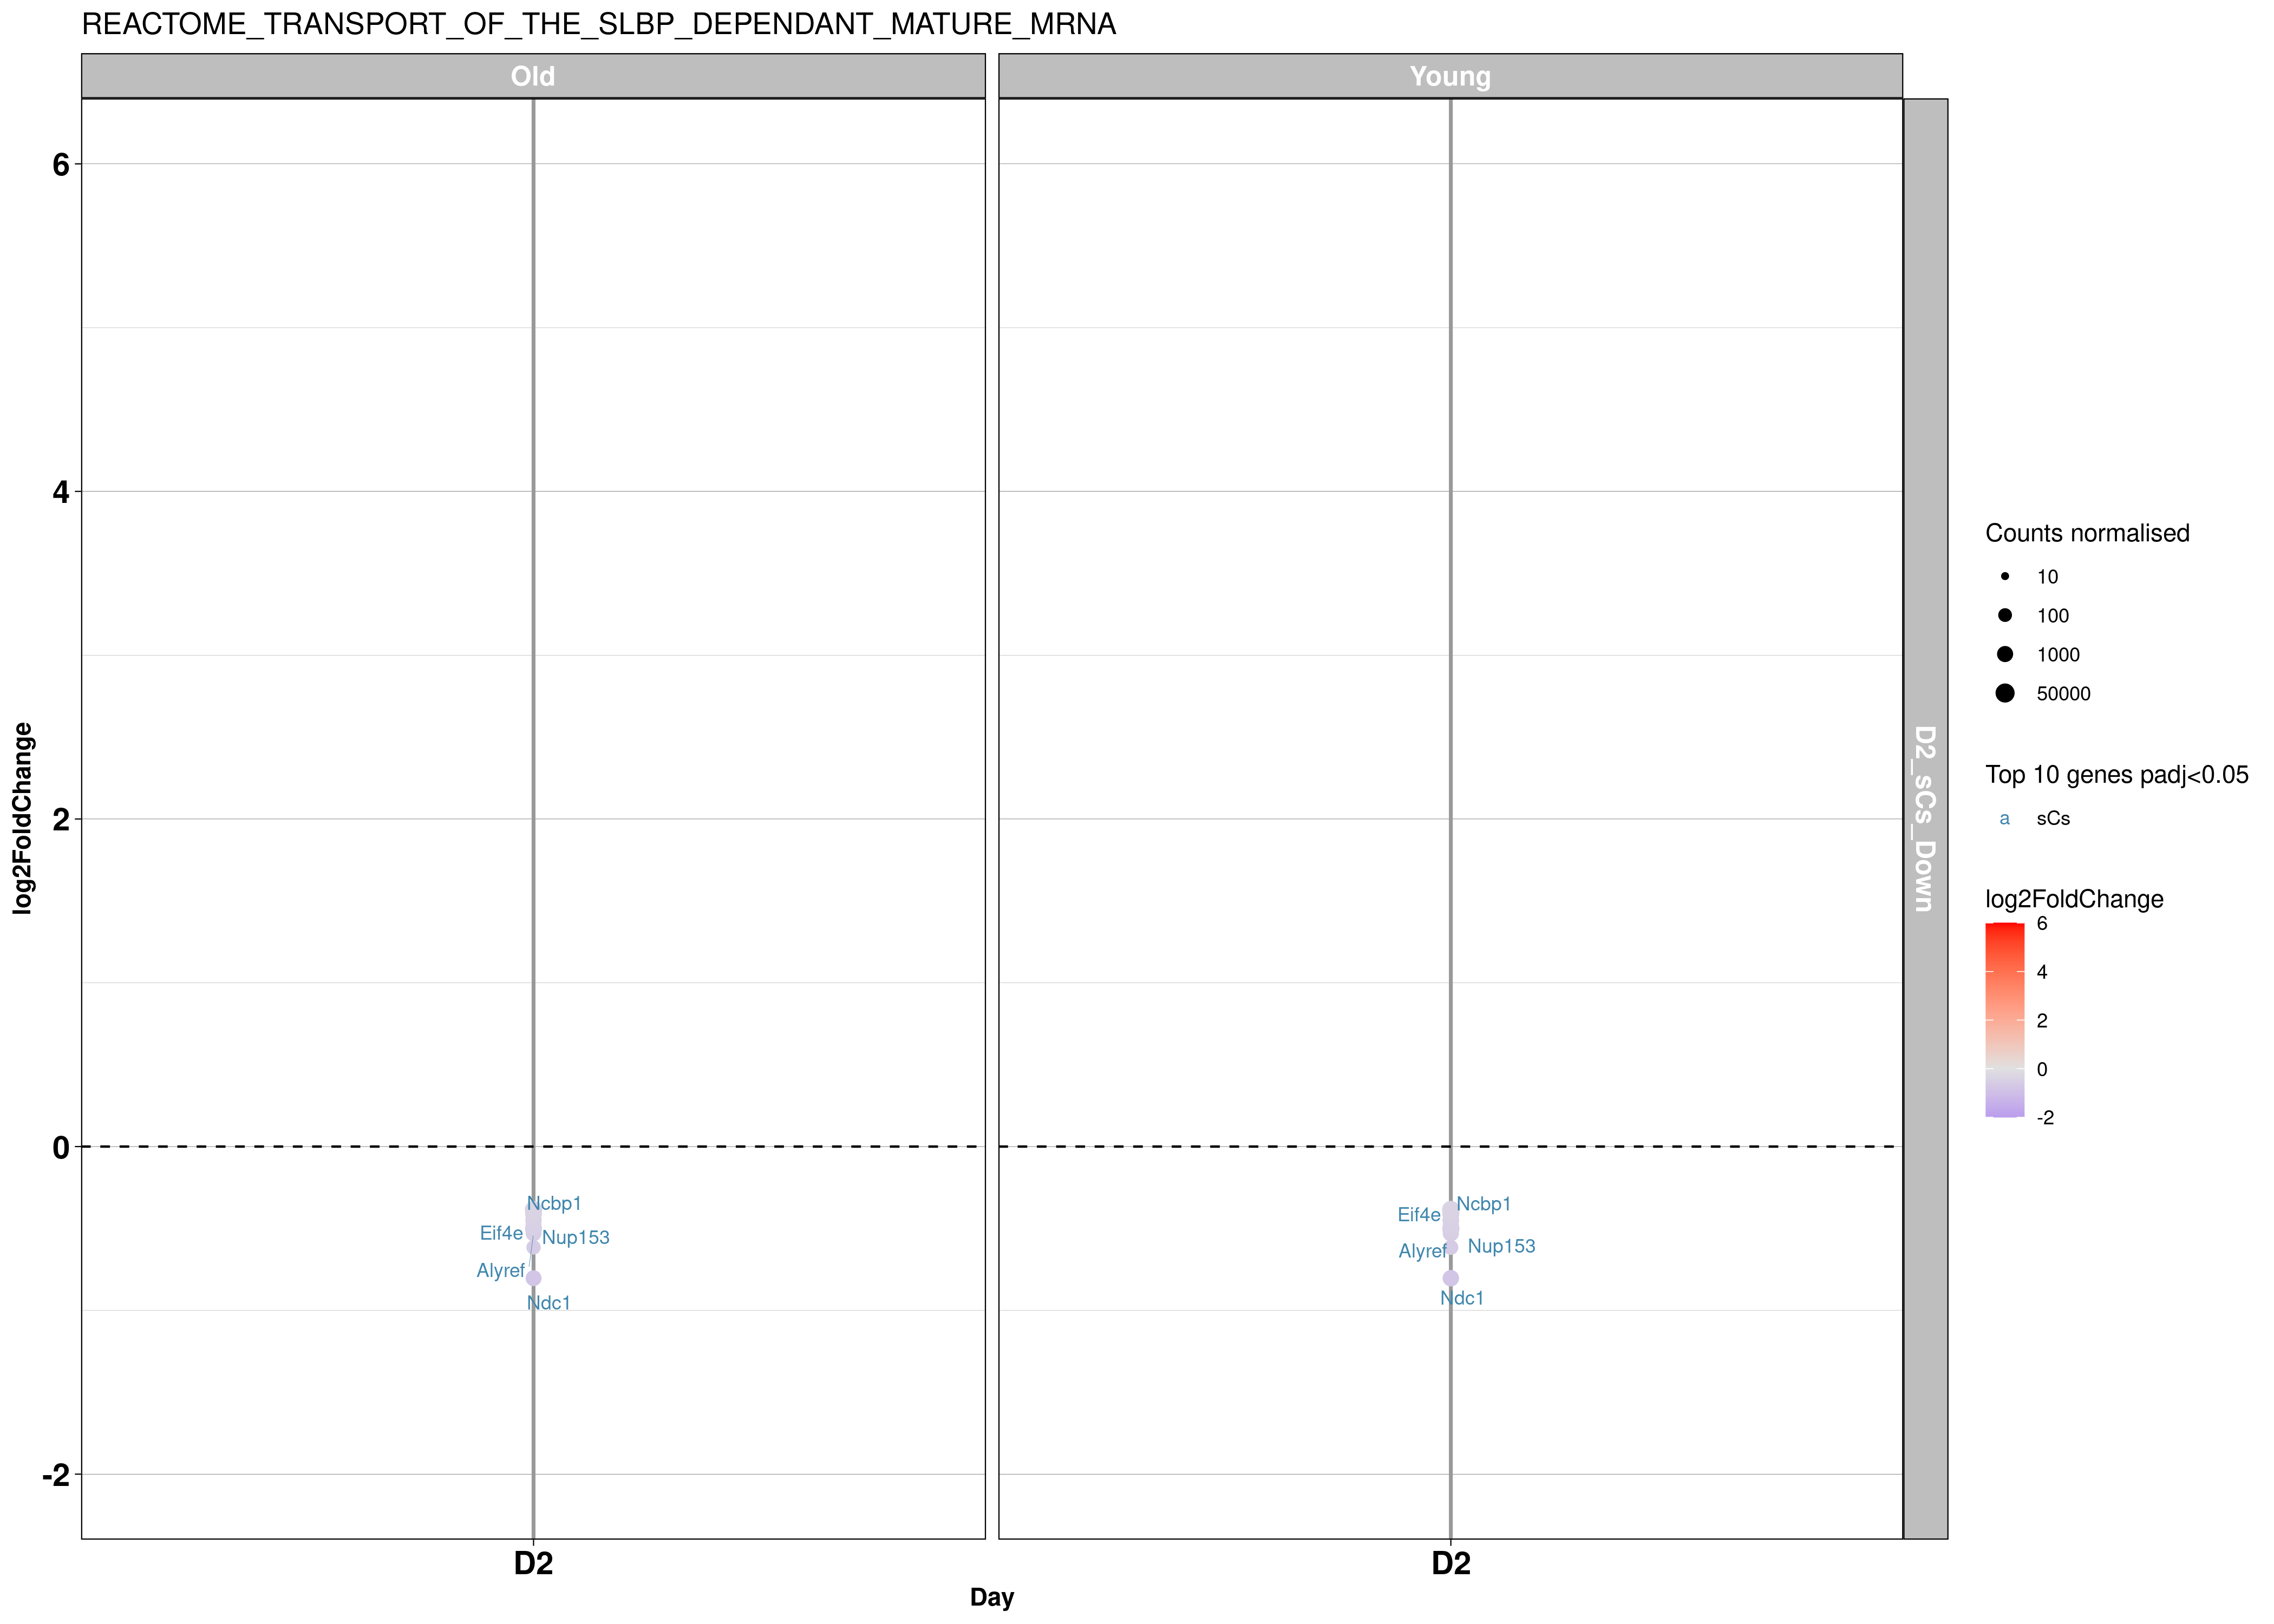 REACTOME_TRANSPORT_OF_THE_SLBP_DEPENDANT_MATURE_MRNA
Old
Young
6
4
2
0
-2
log2FoldChange
Ncbp1
Eif4e
Nup153
Alyref
Ndc1
Ncbp1
Eif4e
Nup153
Alyref
Ndc1
D2
D2
Day
D2_sCs_Down
Counts normalised
10
100
1000
50000
Top 10 genes padj<0.05
a sCs
log2FoldChange
6
4
2
0
-2